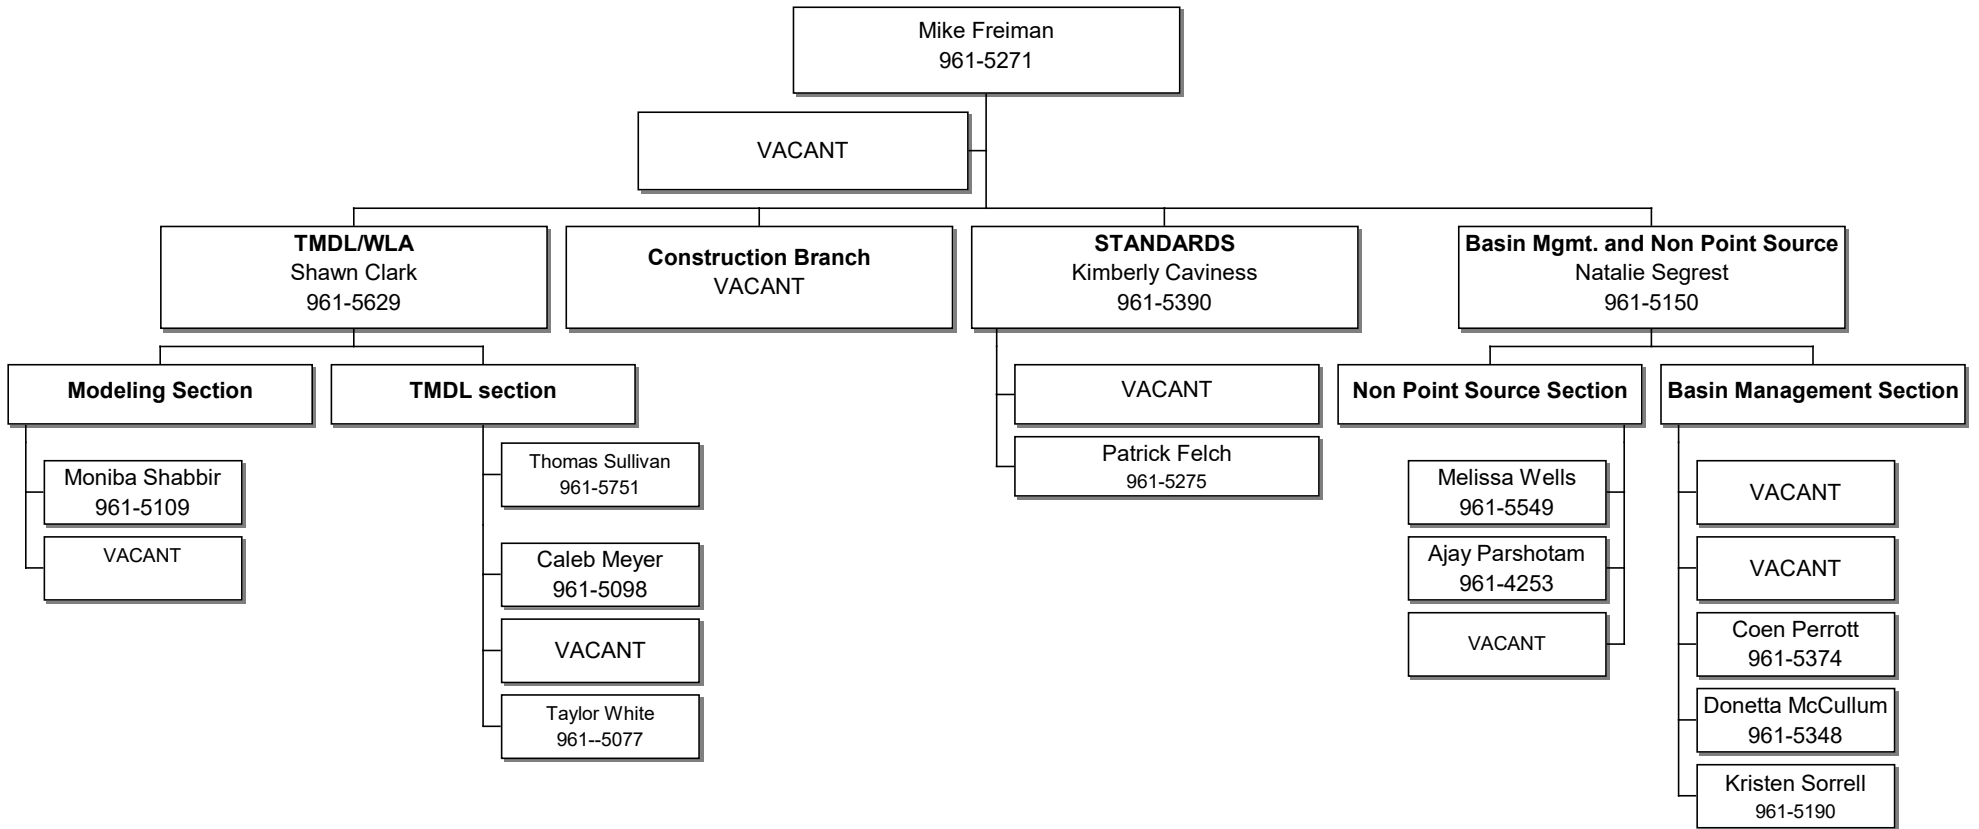 Mike Freiman
961-5271
VACANT
TMDL/WLA
Shawn Clark
961-5629
Construction Branch
VACANT
STANDARDS
Kimberly Caviness
961-5390
Basin Mgmt. and Non Point Source
Natalie Segrest
961-5150
Modeling Section
Moniba Shabbir
961-5109
VACANT
TMDL section
Thomas Sullivan
961-5751
Caleb Meyer
961-5098
VACANT
Taylor White
961--5077
VACANT
Patrick Felch
961-5275
Non Point Source Section
Melissa Wells
961-5549
Ajay Parshotam
961-4253
VACANT
Basin Management Section
VACANT
VACANT
Coen Perrott
961-5374
Donetta McCullum
961-5348
Kristen Sorrell
961-5190